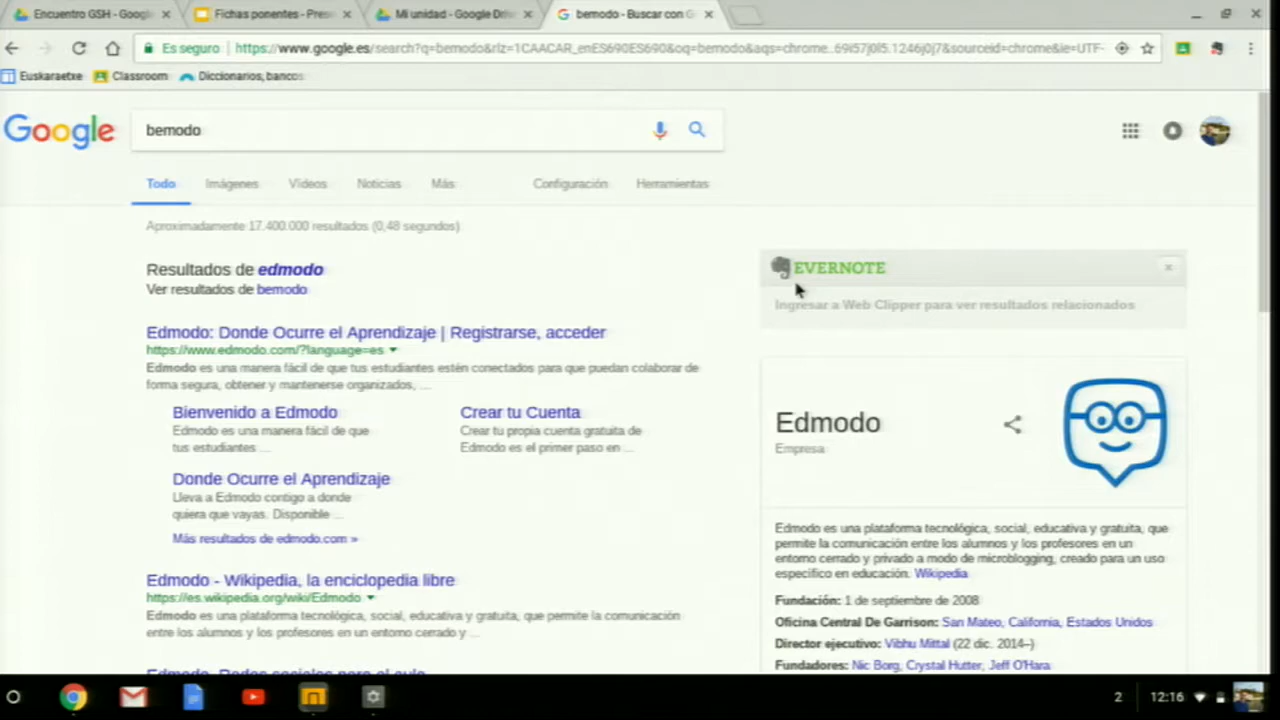 Encuentro GSH - Googl
Fichas ponentes - Pres
Mi unidad - Google Driv
bemodo - Buscar con G
Es seguro
https://www.google.es/search?q=bemodo&rlz=1CAACAR_enES690ES690&oq=bemodo&aqs=chrome..69i57j0l5.1246j0j7&sourceid=chrome&ie=UTF-
Euskaraetxe
Classroom
Diccionarios, bancos
Google
bemodo
Todo
Imágenes
Vídeos
Noticias
Más
Configuración
Herramientas
Aproximadamente 17.400.000 resultados (0,48 segundos)
Resultados de edmodo
Ver resultados de bemodo
Edmodo: Donde Ocurre el Aprendizaje | Registrarse, acceder
https://www.edmodo.com/?language=es
Edmodo es una manera fácil de que tus estudiantes estén conectados para que puedan colaborar de
forma segura, obtener y mantenerse organizados, ...
Bienvenido a Edmodo
Edmodo es una manera fácil de que
tus estudiantes ...
Crear tu Cuenta
Crear tu propia cuenta gratuita de
Edmodo es el primer paso en ...
Donde Ocurre el Aprendizaje
Lleva a Edmodo contigo a donde
quiera que vayas. Disponible ...
Más resultados de edmodo.com »
Edmodo - Wikipedia, la enciclopedia libre
https://es.wikipedia.org/wiki/Edmodo
Edmodo es una plataforma tecnológica, social, educativa y gratuita, que permite la comunicación
entre los alumnos y los profesores en un entorno cerrado y ...
Edmodo. Redes sociales para el aula
EVERNOTE
Ingresar a Web Clipper para ver resultados relacionados
Edmodo
Empresa
Edmodo es una plataforma tecnológica, social, educativa y gratuita, que
permite la comunicación entre los alumnos y los profesores en un
entorno cerrado y privado a modo de microblogging, creado para un uso
específico en educación. Wikipedia
Fundación: 1 de septiembre de 2008
Oficina Central De Garrison: San Mateo, California, Estados Unidos
Director ejecutivo: Vibhu Mittal (22 dic. 2014–)
Fundadores: Nic Borg, Crystal Hutter, Jeff O'Hara
2
12:16